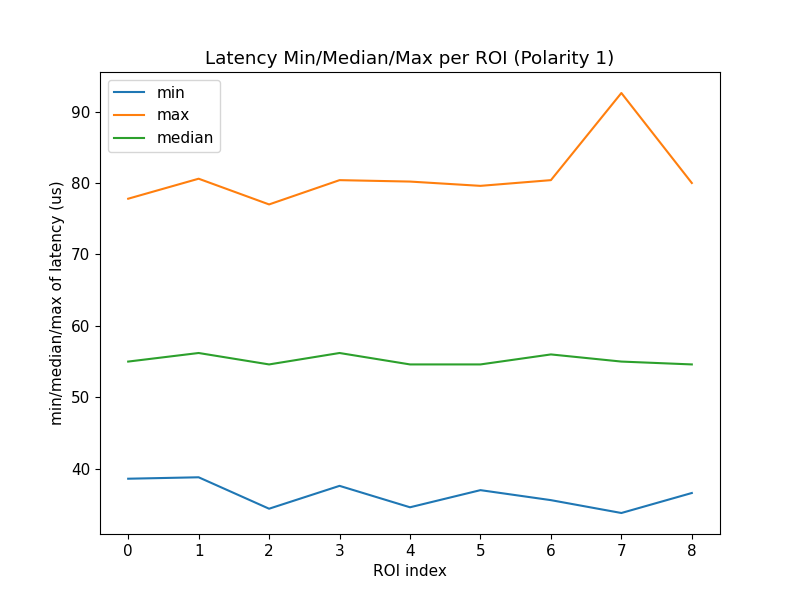 Latency Min/Median/Max per ROI (Polarity 1)
min
max
median
90
80
70
60
50
40
min/median/max of latency (us)
0 1 2 3 4 5 6 7 8
ROI index